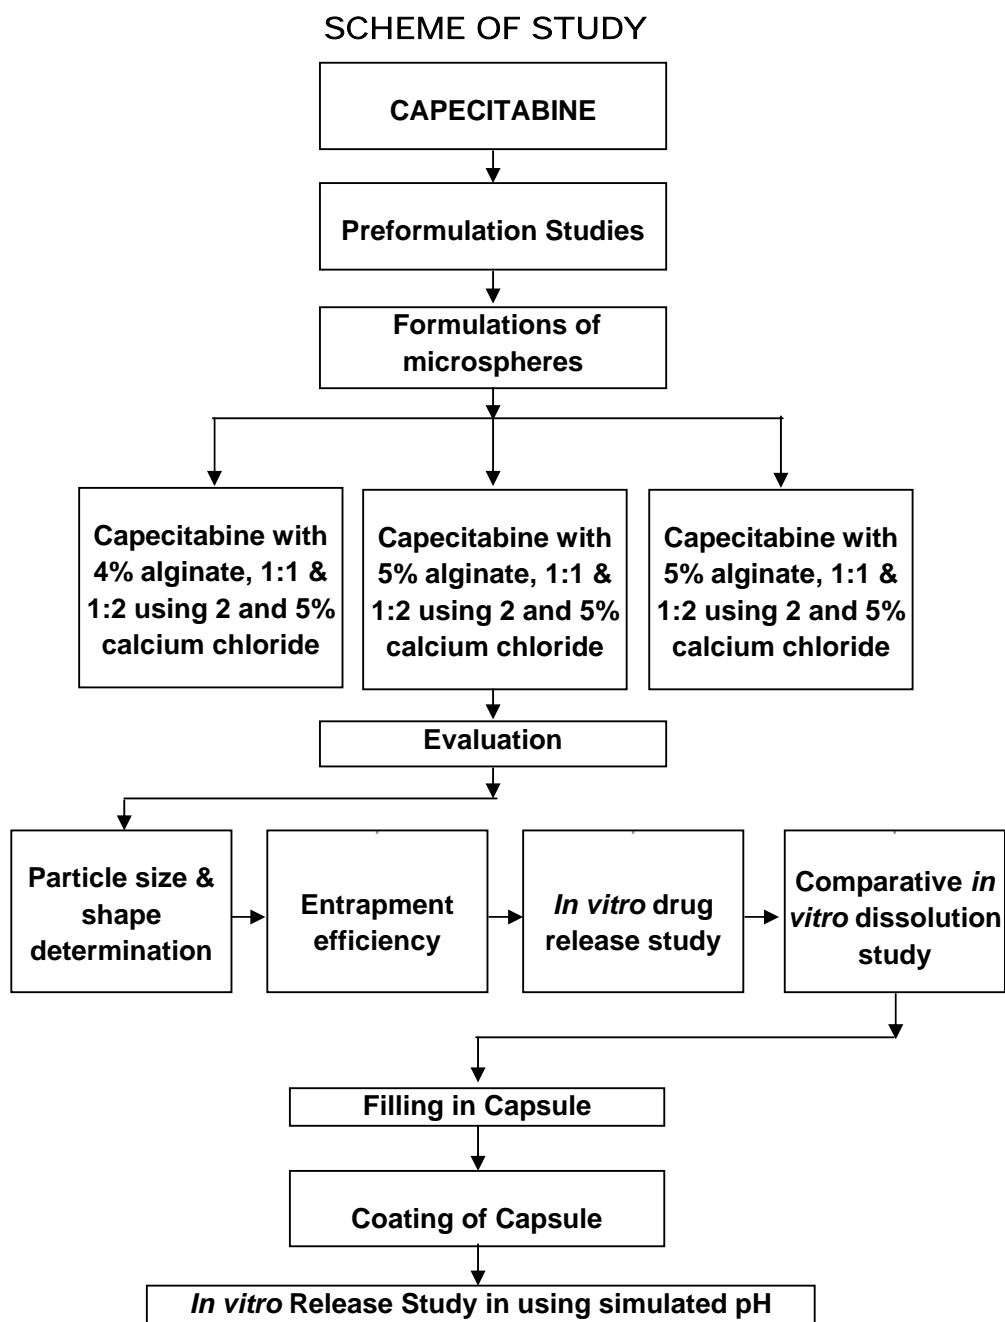 SCHEME OF STUDY
CAPECITABINE
Preformulation Studies
Formulations of
microspheres
Capecitabine with
4% alginate, 1:1 &
1:2 using 2 and 5%
calcium chloride
Capecitabine with
5% alginate, 1:1 &
1:2 using 2 and 5%
calcium chloride
Capecitabine with
5% alginate, 1:1 &
1:2 using 2 and 5%
calcium chloride
Evaluation
Particle size &
shape
determination
Entrapment
efficiency
In vitro drug
release study
Comparative in
vitro dissolution
study
Filling in Capsule
Coating of Capsule
In vitro Release Study in using simulated pH